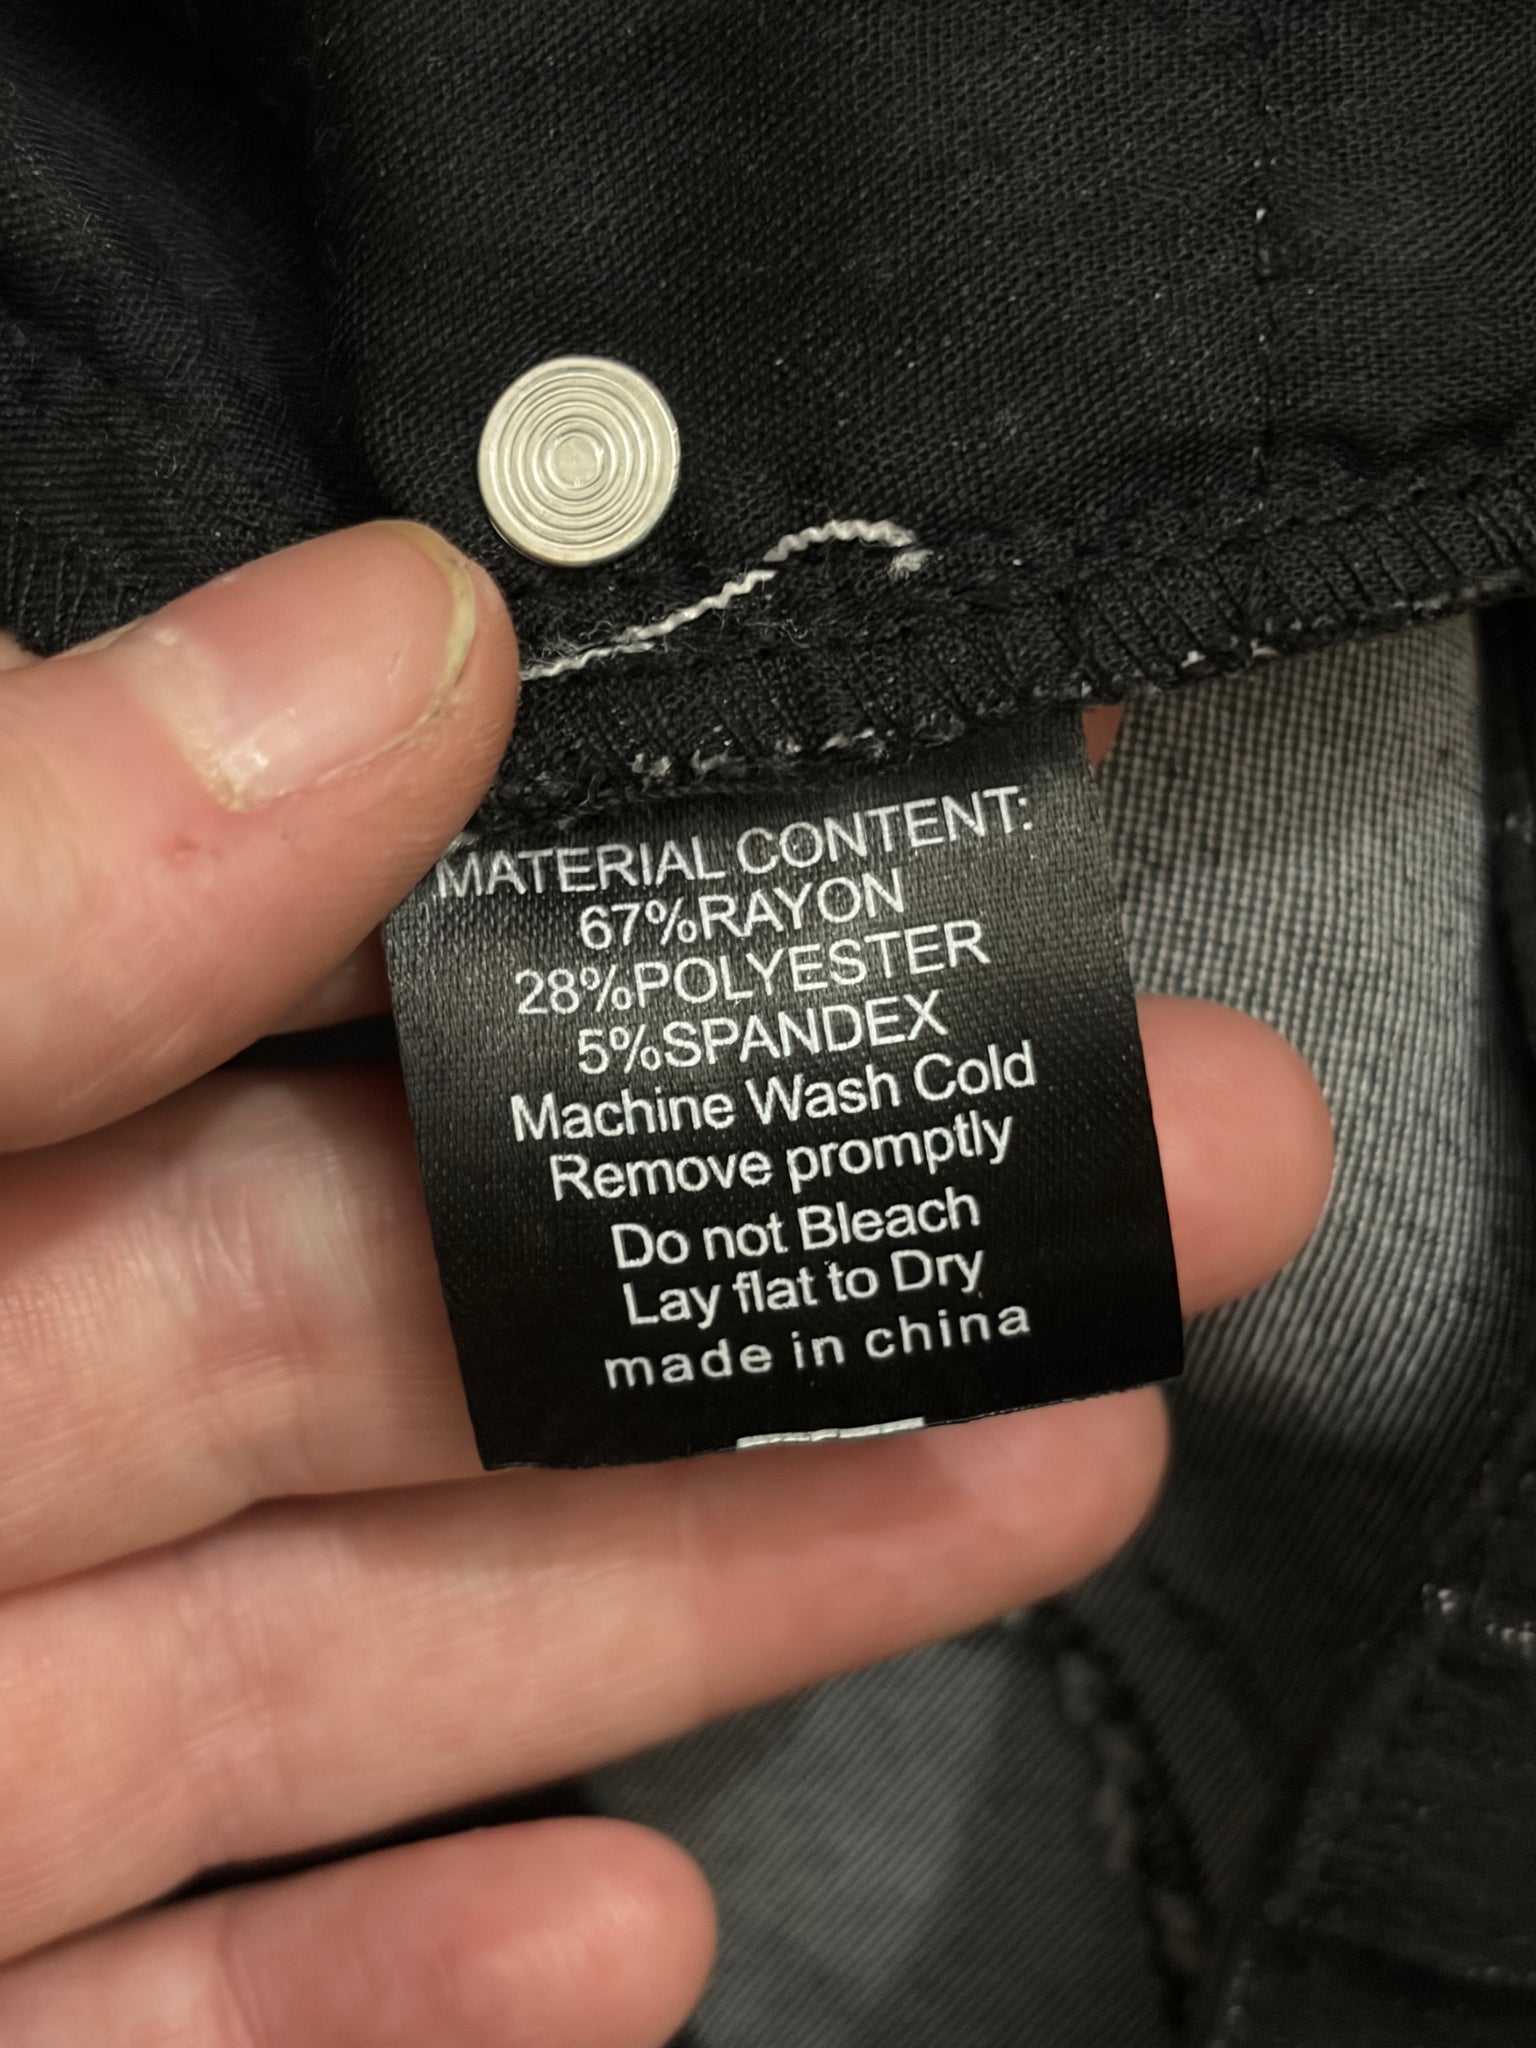 MATERIAL CONTENT:
67%RAYON
28%POLYESTER
5%SPANDEX
Machine Wash Cold
Remove promptly
Do not Bleach
Lay flat to Dry
made in china